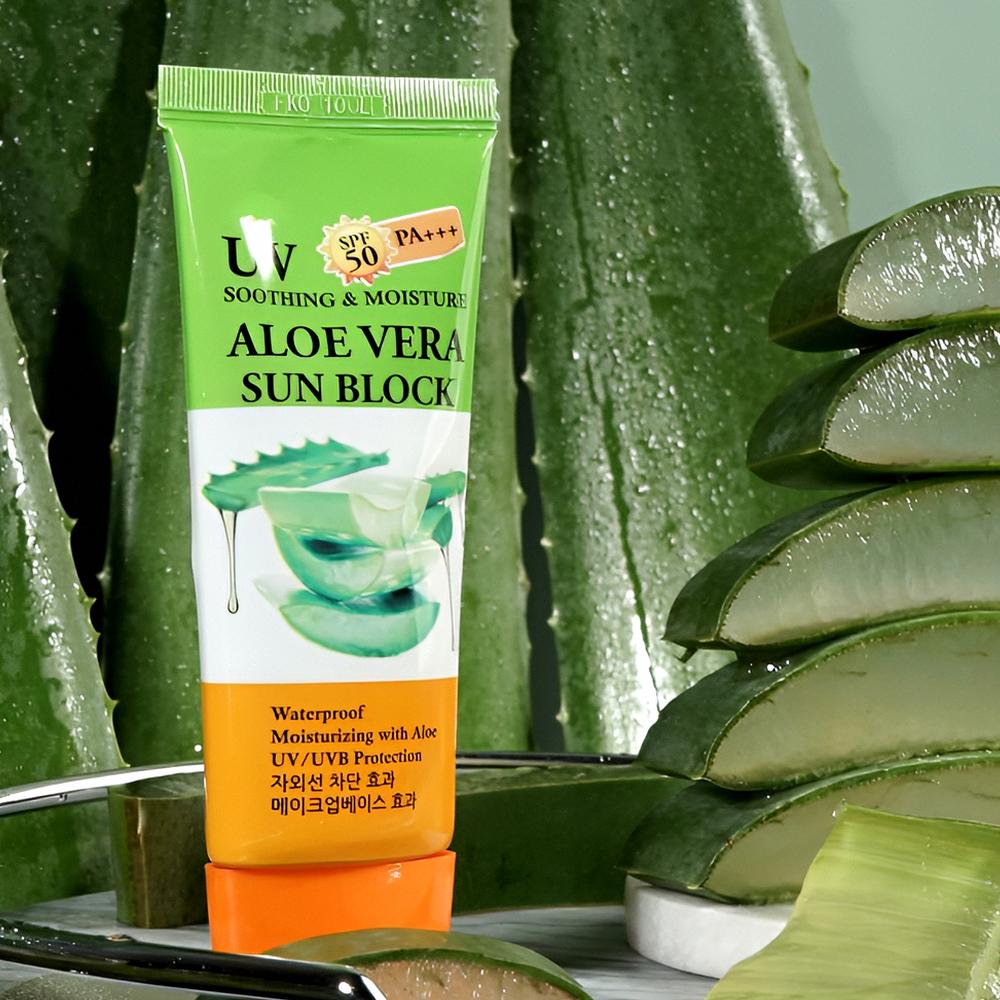 UV
SPF
50
PA+++
SOOTHING & MOISTURE
ALOE VERA
SUN BLOCK
Waterproof
Moisturizing with Aloe
UV/UVB Protection
자외선 차단 효과
메이크업베이스 효과